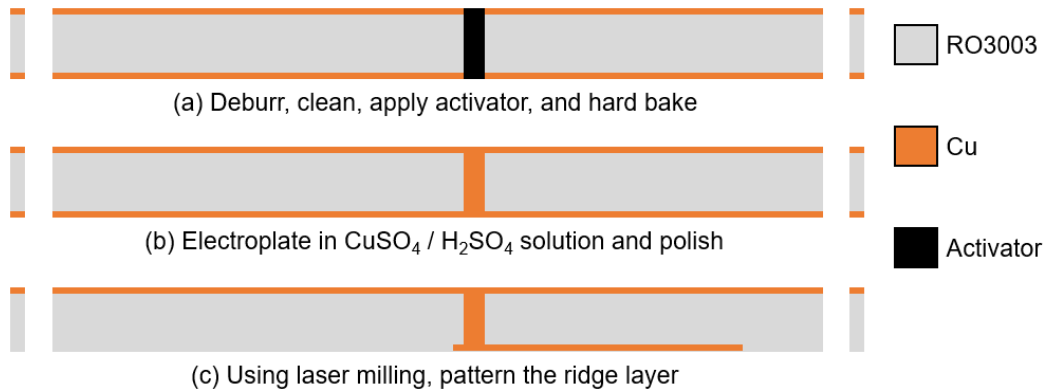 RO3003
(a) Deburr, clean, apply activator, and hard bake
Cu
(b) Electroplate in CuSO₄ / H₂SO₄ solution and polish
Activator
(c) Using laser milling, pattern the ridge layer